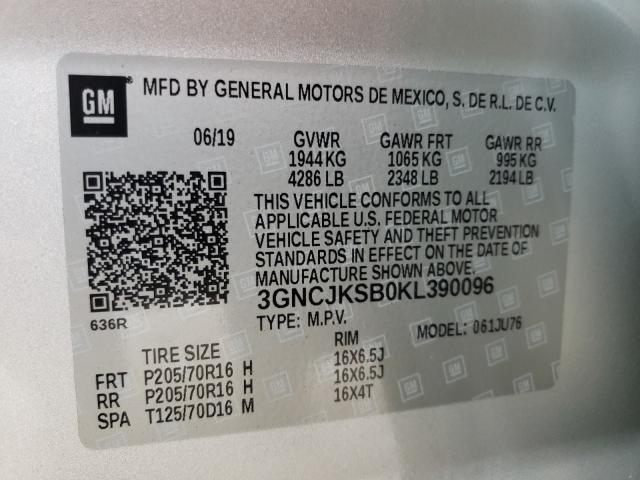 GM
MFD BY GENERAL MOTORS DE MEXICO, S. DE R.L. DE C.V.
06/19 GVWR GAWR FRT GAWR RR
1944 KG 1065 KG 995 KG
4286 LB 2348 LB 2194 LB
THIS VEHICLE CONFORMS TO ALL
APPLICABLE U.S. FEDERAL MOTOR
VEHICLE SAFETY AND THEFT PREVENTION
STANDARDS IN EFFECT ON THE DATE OF
MANUFACTURE SHOWN ABOVE.
3GNCJKSB0KL390096
636R
TYPE: M.P.V. MODEL: 061JU76
TIRE SIZE RIM
FRT P205/70R16 H 16X6.5J
RR P205/70R16 H 16X6.5J
SPA T125/70D16 M 16X4T